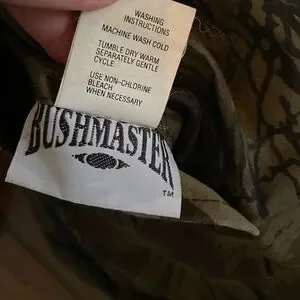 WASHING
INSTRUCTIONS
MACHINE WASH COLD
TUMBLE DRY WARM
SEPARATELY GENTLE
CYCLE
USE NON-CHLORINE
BLEACH
WHEN NECESSARY
BUSHMASTER
TM